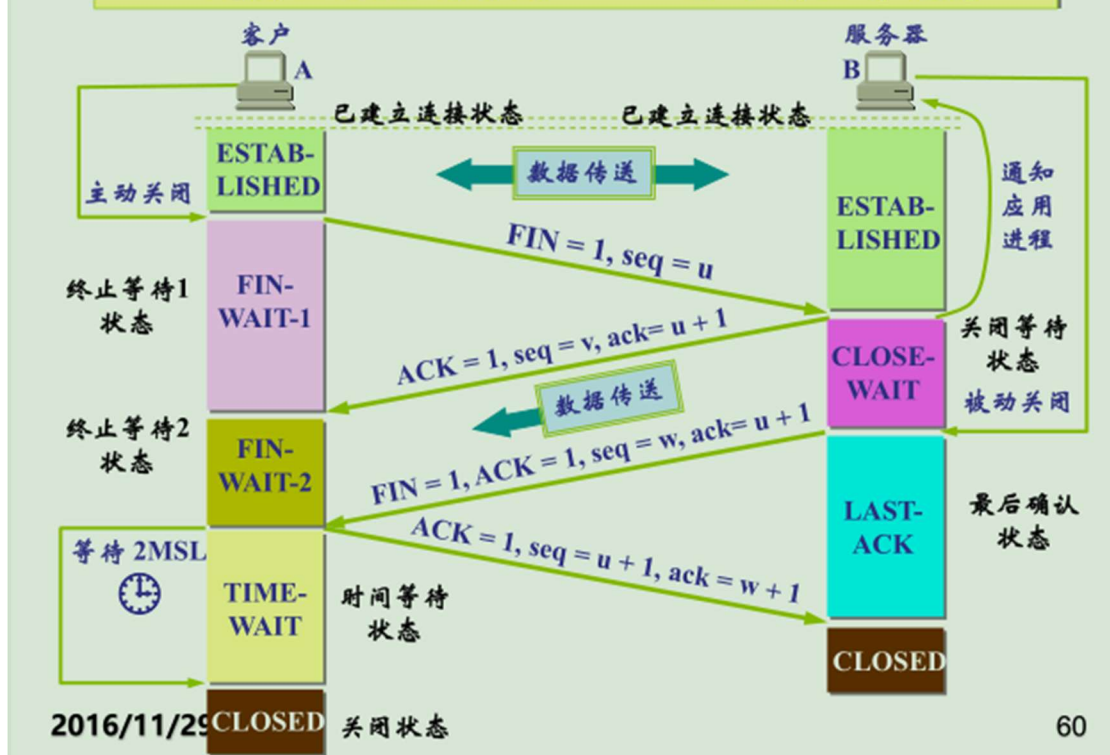 客户
服务器
A
B
已建立连接状态
已建立连接状态
ESTAB-
LISHED
数据传送
主动关闭
ESTAB-
LISHED
通知
应用
进程
FIN = 1, seq = u
终止等待1
状态
FIN-
WAIT-1
ACK = 1, seq = v, ack= u + 1
CLOSE-
WAIT
关闭等待
状态
数据传送
被动关闭
终止等待2
状态
FIN-
WAIT-2
FIN = 1, ACK = 1, seq = w, ack= u + 1
LAST-
ACK
最后确认
状态
ACK = 1, seq = u + 1, ack = w + 1
等待 2MSL
TIME-
WAIT
时间等待
状态
CLOSED
CLOSED
关闭状态
2016/11/29
60